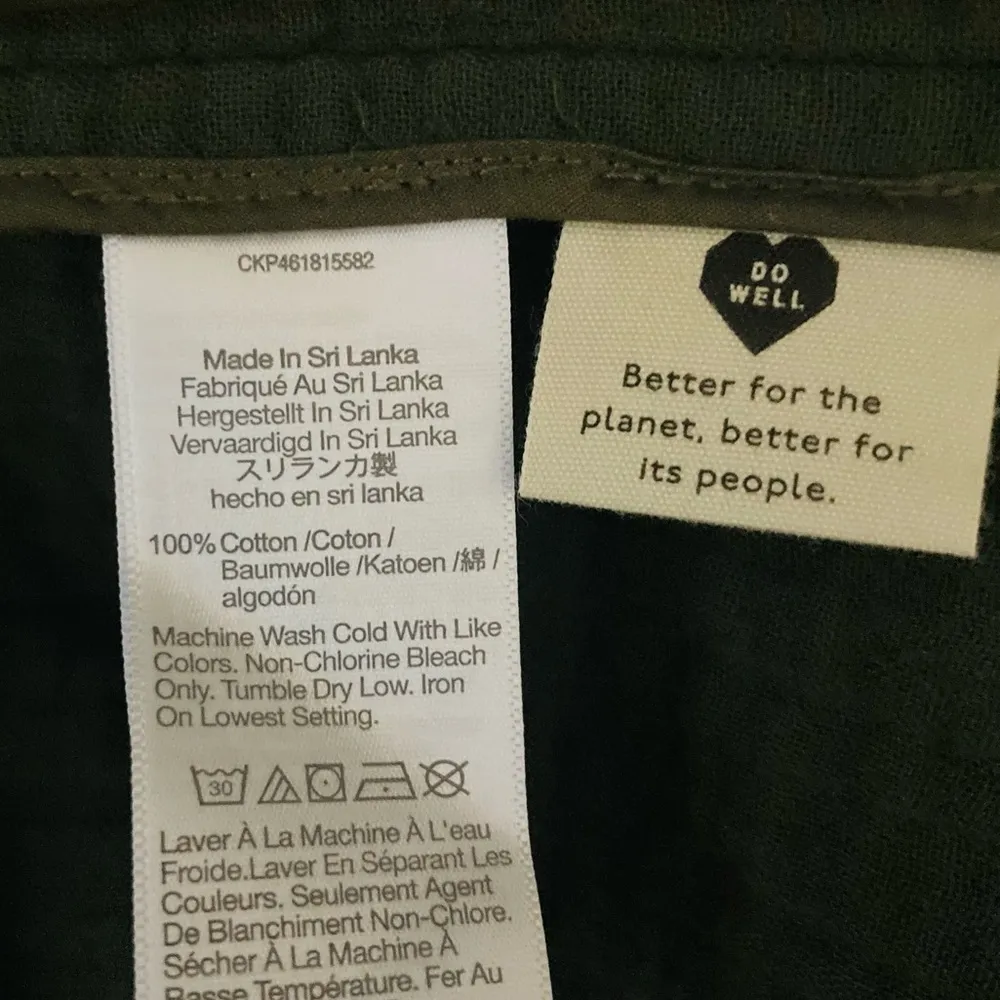 CKP461815582
Made In Sri Lanka
Fabriqué Au Sri Lanka
Hergestellt In Sri Lanka
Vervaardigd In Sri Lanka
スリランカ製
hecho en sri lanka
100% Cotton /Coton /
Baumwolle /Katoen /綿 /
algodón
Machine Wash Cold With Like
Colors. Non-Chlorine Bleach
Only. Tumble Dry Low. Iron
On Lowest Setting.
30
Laver À La Machine À L'eau
Froide.Laver En Séparant Les
Couleurs. Seulement Agent
De Blanchiment Non-Chlore.
Sécher À La Machine À
Basse Température. Fer Au
DO
WELL
Better for the
planet, better for
its people.